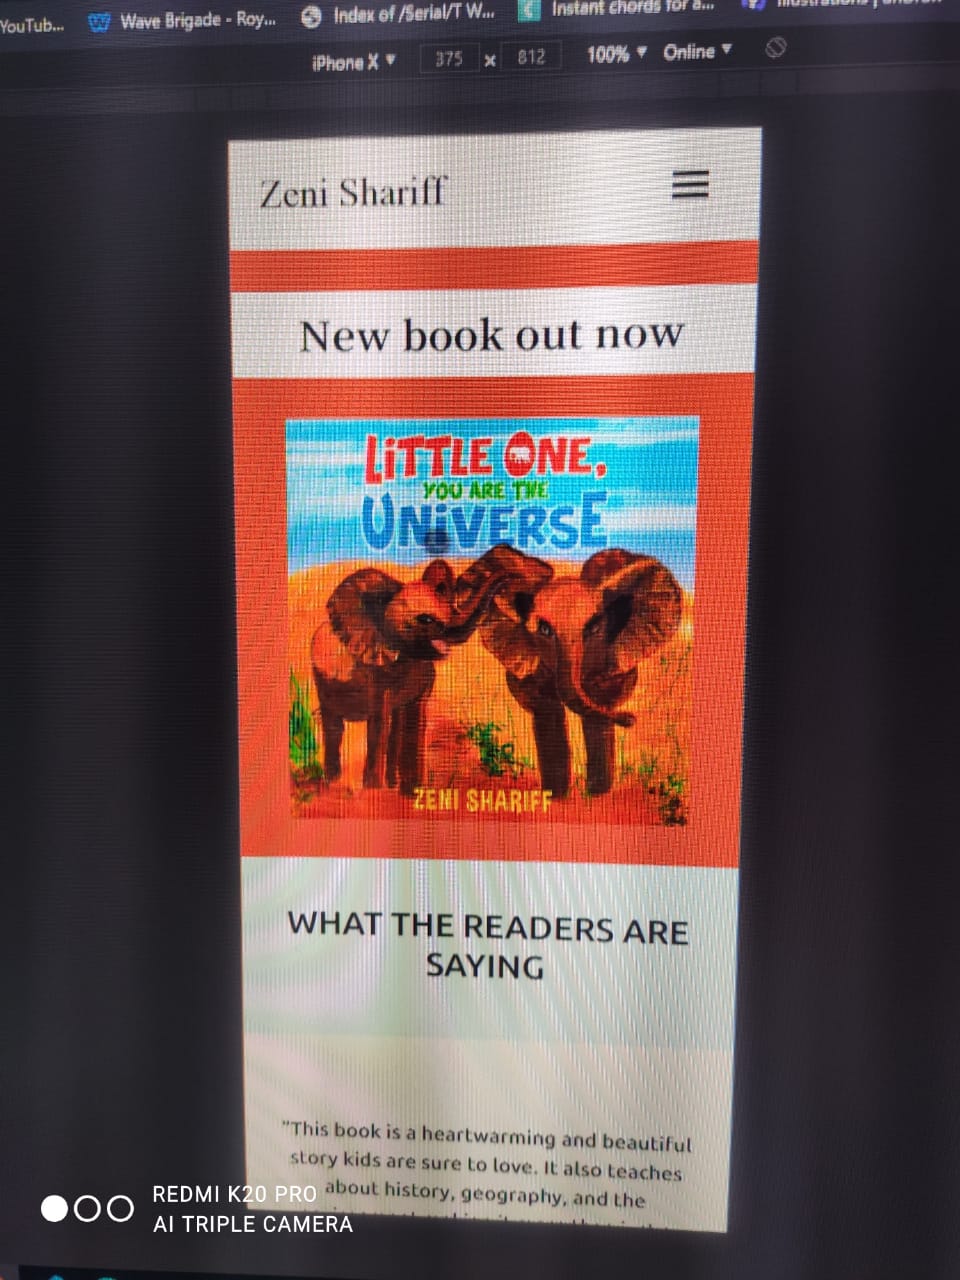 YouTub...
Wave Brigade - Roy...
Index of /Serial/T W...
Instant chords for a...
iPhone X ▼ 375 x 812 100% ▼ Online ▼
Zeni Shariff
New book out now
LiTTLE ONE,
YOU ARE THE
UNiVERSE
ZENI SHARIFF
WHAT THE READERS ARE
SAYING
"This book is a heartwarming and beautiful
story kids are sure to love. It also teaches
about history, geography, and the
REDMI K20 PRO
AI TRIPLE CAMERA